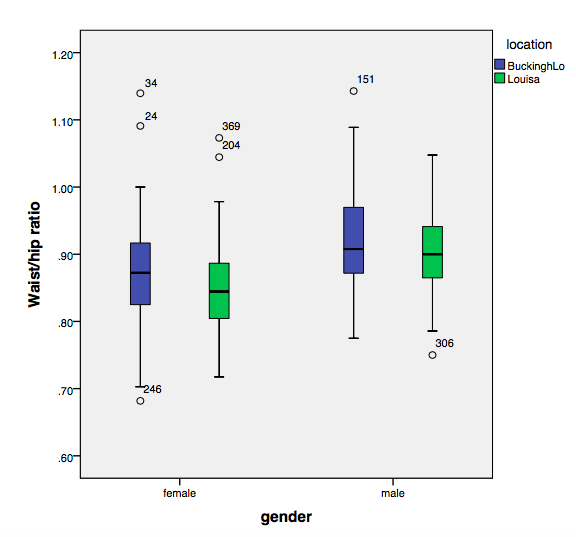 location
BuckinghLo
Louisa
Waist/hip ratio
1.20
1.10
1.00
.90
.80
.70
.60
34
24
246
369
204
151
306
female
male
gender